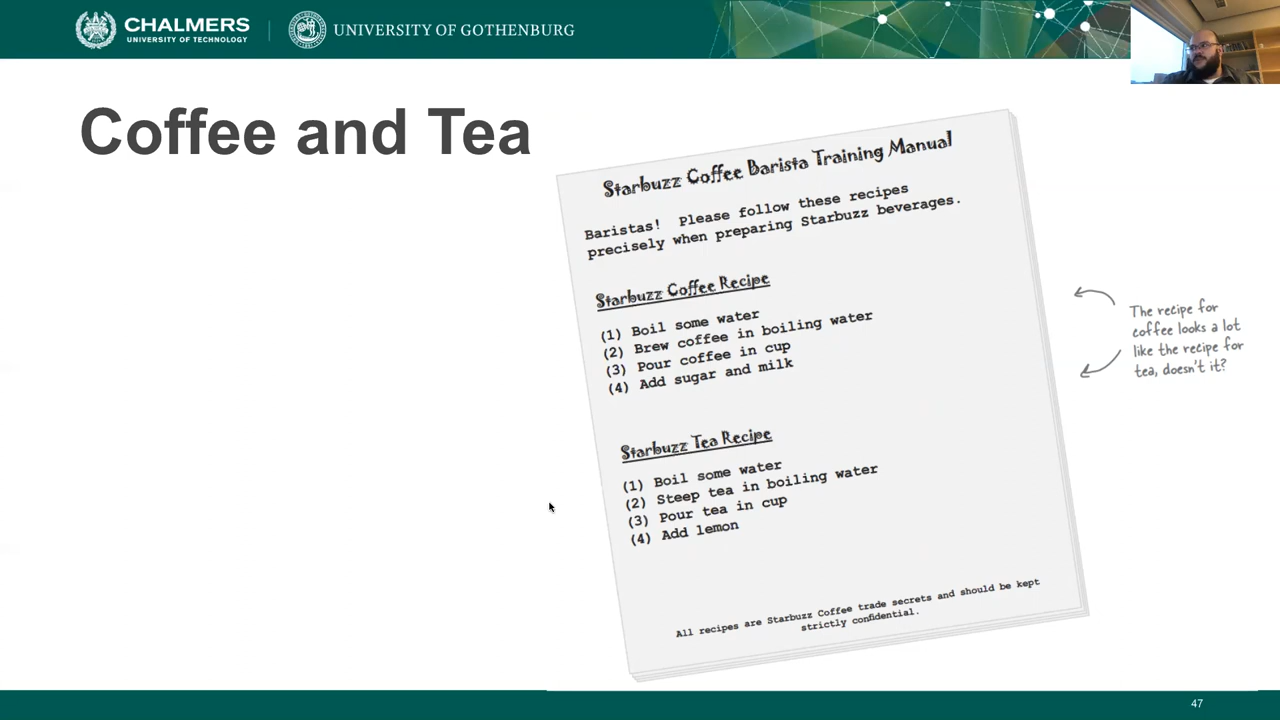 CHALMERS
UNIVERSITY OF TECHNOLOGY
UNIVERSITY OF GOTHENBURG
Coffee and Tea
Starbuzz Coffee Barista Training Manual
Baristas! Please follow these recipes
precisely when preparing Starbuzz beverages.
Starbuzz Coffee Recipe
(1) Boil some water
(2) Brew coffee in boiling water
(3) Pour coffee in cup
(4) Add sugar and milk
Starbuzz Tea Recipe
(1) Boil some water
(2) Steep tea in boiling water
(3) Pour tea in cup
(4) Add lemon
All recipes are Starbuzz Coffee trade secrets and should be kept
strictly confidential.
The recipe for
coffee looks a lot
like the recipe for
tea, doesn't it?
47